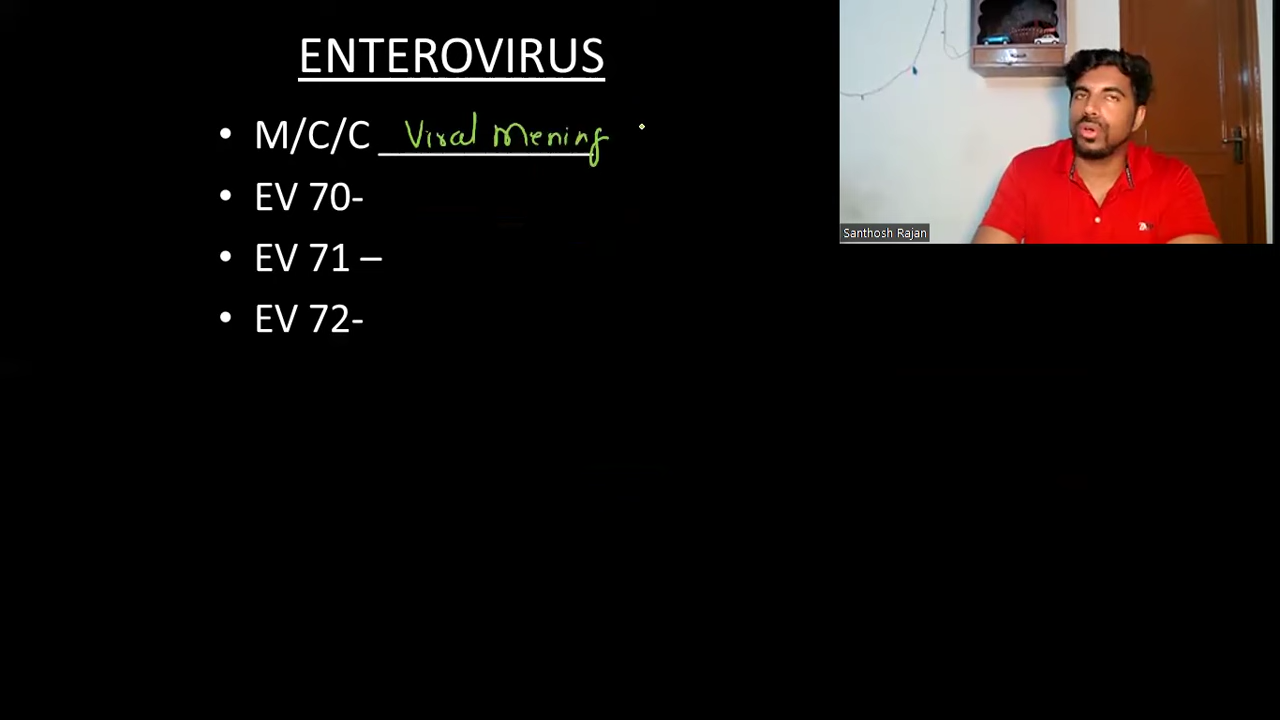 ENTEROVIRUS
• M/C/C Viral Mening
• EV 70-
• EV 71 –
• EV 72-
Santhosh Rajan